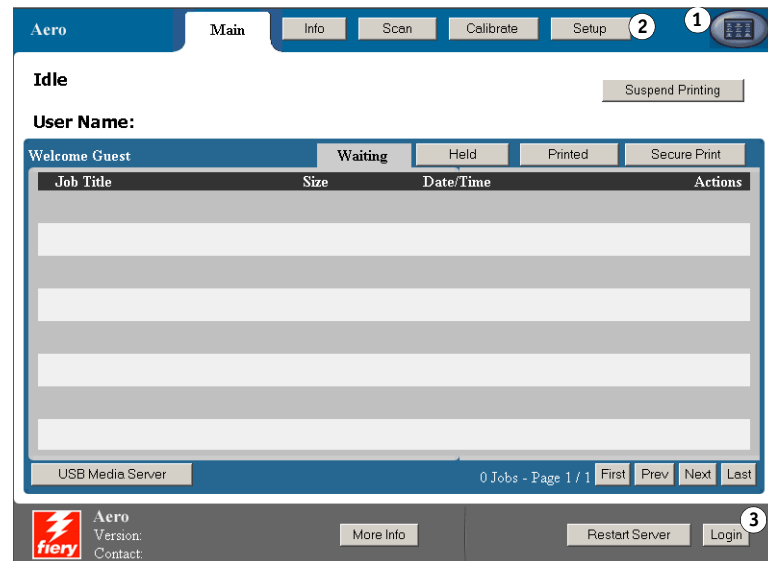 Aero Main Info Scan Calibrate Setup 2 1
Idle
Suspend Printing
User Name:
Welcome Guest Waiting Held Printed Secure Print
Job Title Size Date/Time Actions
USB Media Server 0 Jobs - Page 1 / 1 First Prev Next Last
Aero
Version:
Contact:
fiery
More Info Restart Server Login 3